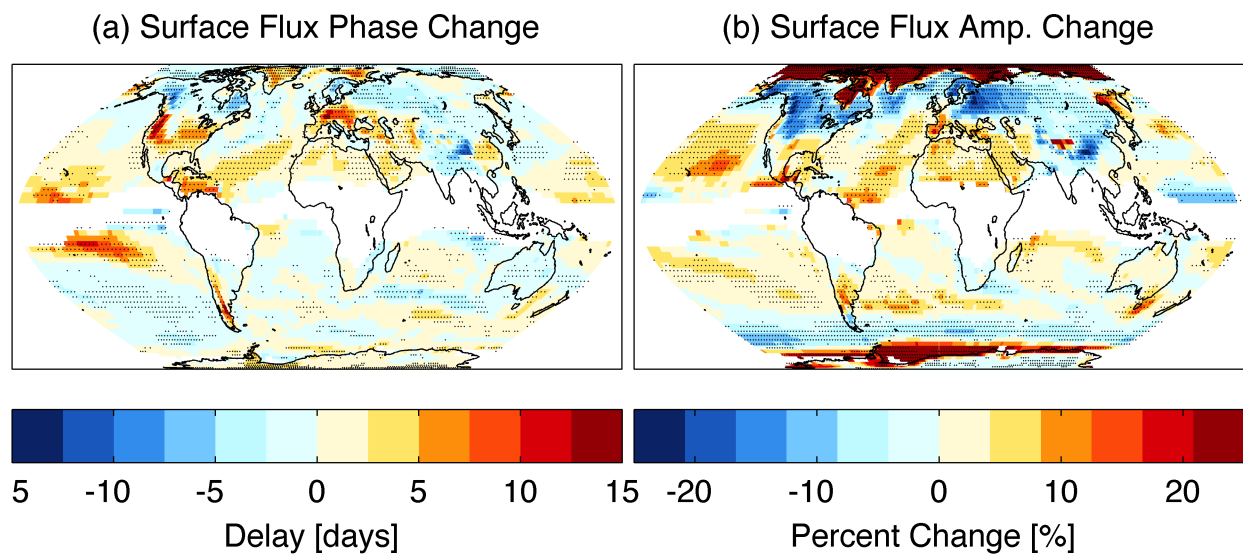 (a) Surface Flux Phase Change
(b) Surface Flux Amp. Change
5 -10 -5 0 5 10 15
-20 -10 0 10 20
Delay [days]
Percent Change [%]